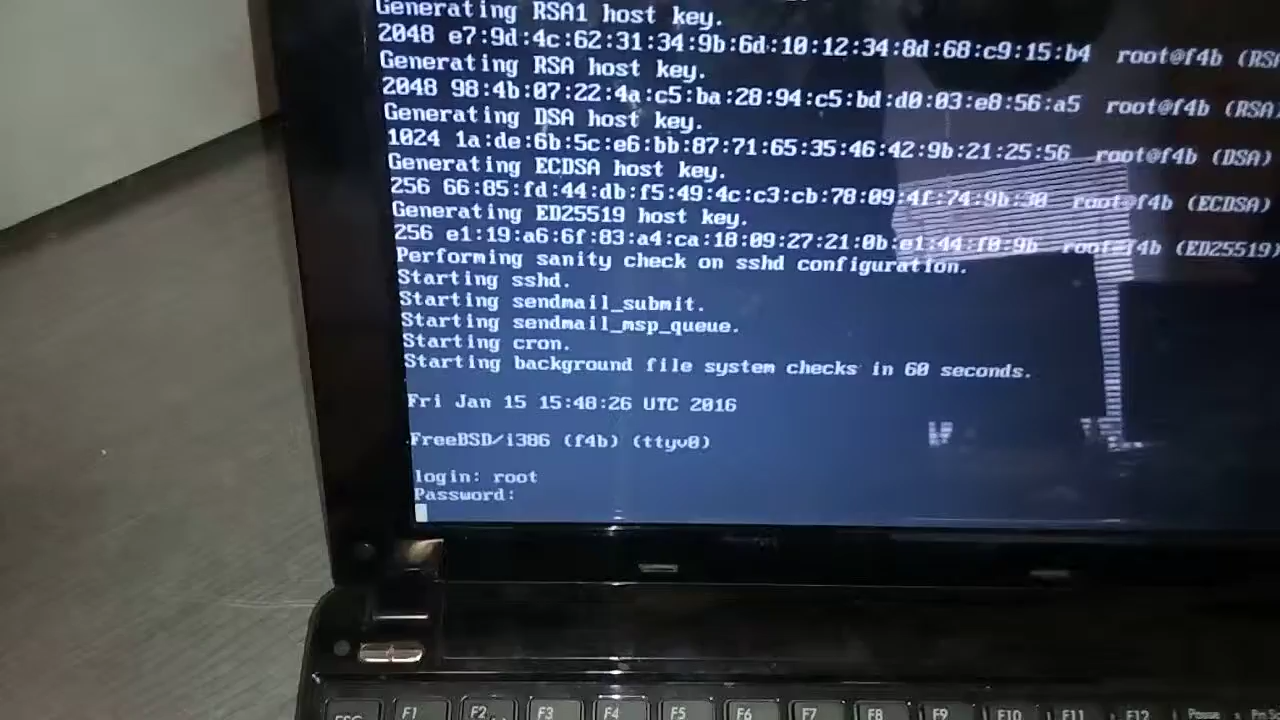 Generating RSA1 host key.
2048 e7:9d:4c:62:31:34:9b:6d:10:12:34:8d:68:c9:15:b4 root@f4b (RSA
Generating RSA host key.
2048 98:4b:07:22:4a:c5:ba:28:94:c5:bd:d0:03:e8:56:a5 root@f4b (RSA)
Generating DSA host key.
1024 1a:de:6b:5c:e6:bb:87:71:65:35:46:42:9b:21:25:56 root@f4b (DSA)
Generating ECDSA host key.
256 66:85:fd:44:db:f5:49:4c:c3:cb:78:09:4f:74:9b:30 root@f4b (ECDSA)
Generating ED25519 host key.
256 e1:19:a6:6f:83:a4:ca:18:09:27:21:0b:e1:44:f0:9b root@f4b (ED25519)
Performing sanity check on sshd configuration.
Starting sshd.
Starting sendmail_submit.
Starting sendmail_msp_queue.
Starting cron.
Starting background file system checks in 60 seconds.
Fri Jan 15 15:48:26 UTC 2016
FreeBSD/i386 (f4b) (ttyv0)
login: root
Password:
ESC F1 F2 F3 F4 F5 F6 F7 F8 F9 F10 F11 F12 Pause